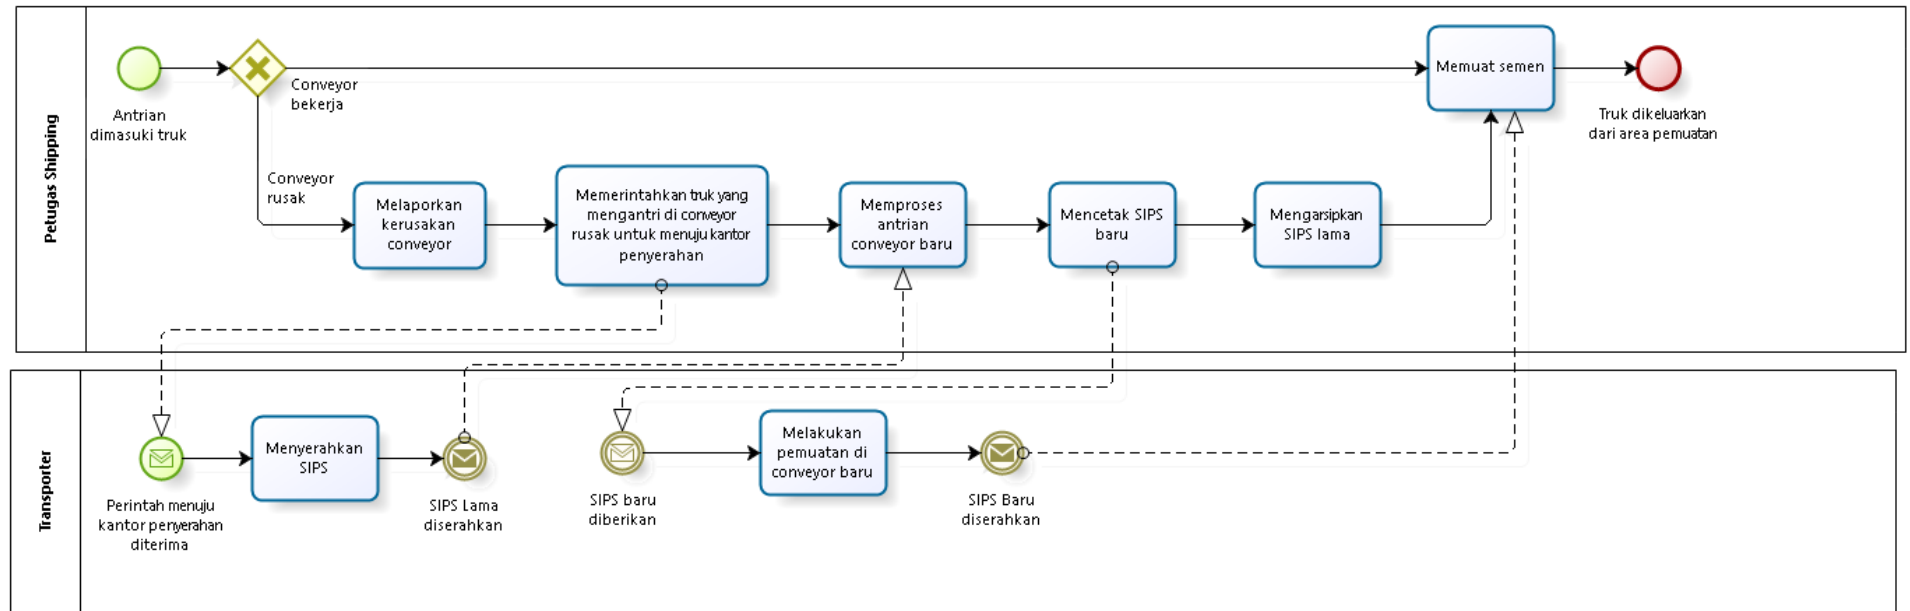 Petugas Shipping
Antrian
dimasuki truk
Conveyor
bekerja
Memuat semen
Truk dikeluarkan
dari area pemuatan
Conveyor
rusak
Melaporkan
kerusakan
conveyor
Memerintahkan truk yang
mengantri di conveyor
rusak untuk menuju kantor
penyerahan
Memproses
antrian
conveyor baru
Mencetak SIPS
baru
Mengarsipkan
SIPS lama
Transporter
Perintah menuju
kantor penyerahan
diterima
Menyerahkan
SIPS
SIPS Lama
diserahkan
SIPS baru
diberikan
Melakukan
pemuatan di
conveyor baru
SIPS Baru
diserahkan